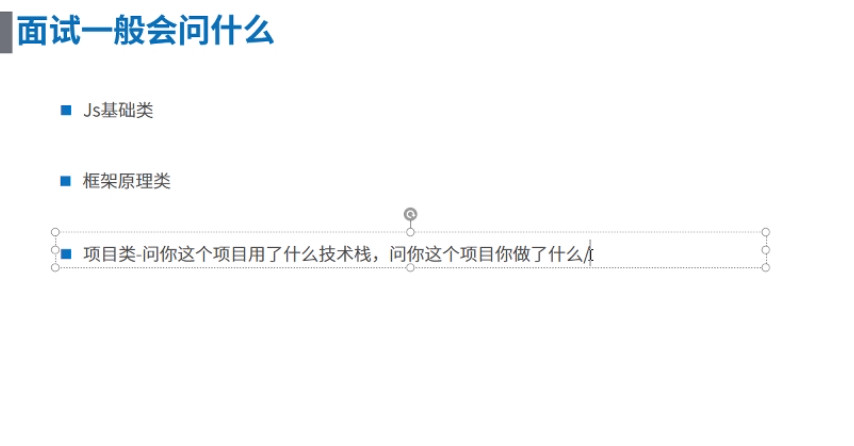 面试一般会问什么
Js基础类
框架原理类
项目类-问你这个项目用了什么技术栈，问你这个项目你做了什么/